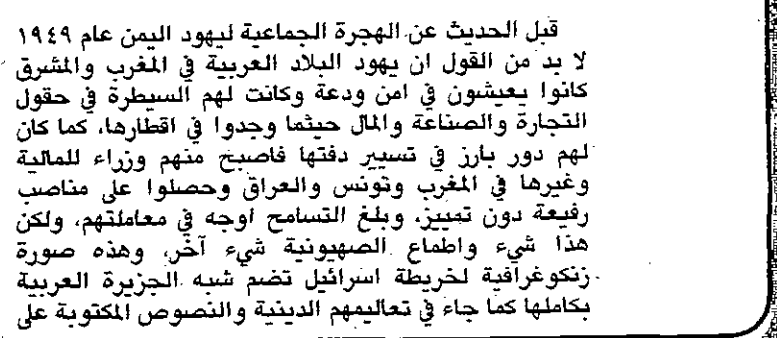 قبل الحديث عن الهجرة الجماعية ليهود اليمن عام ١٩٤٩
لا بد من القول ان يهود البلاد العربية في المغرب والمشرق
كانوا يعيشون في امن ودعة وكانت لهم السيطرة في حقول
التجارة والصناعة والمال حيثما وجدوا في اقطارها، كما كان
لهم دور بارز في تسيير دفتها فاصبح منهم وزراء للمالية
وغيرها في المغرب وتونس والعراق وحصلوا على مناصب
رفيعة دون تمييز، وبلغ التسامح اوجه في معاملتهم، ولكن
هذا شيء واطماع الصهيونية شيء آخر، وهذه صورة
زنكوغرافية لخريطة اسرائيل تضم شبه الجزيرة العربية
بكاملها كما جاء في تعاليمهم الدينية والنصوص المكتوبة على